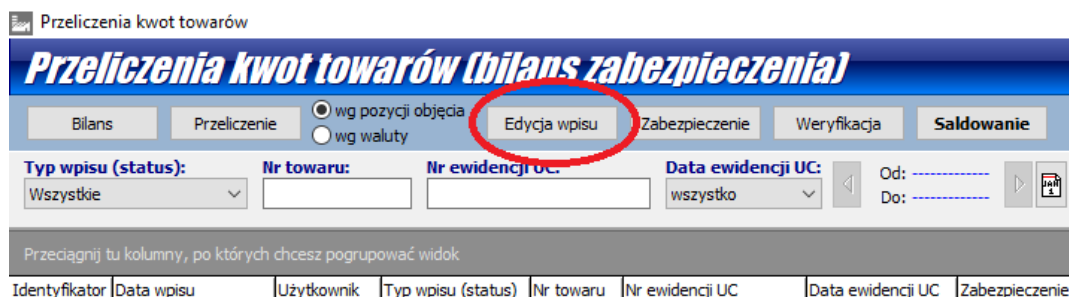 Przeliczenia kwot towarów
Przeliczenia kwot towarów (bilans zabezpieczenia)
Bilans Przeliczenie wg pozycji objęcia Edycja wpisu Zabezpieczenie Weryfikacja Saldowanie
wg waluty
Typ wpisu (status): Nr towaru: Nr ewidencji UC: Data ewidencji UC: Od: -------------
Wszystkie wszystko Do: -------------
JAN 1
Przeciągnij tu kolumny, po których chcesz pogrupować widok
Identyfikator Data wpisu Użytkownik Typ wpisu (status) Nr towaru Nr ewidencji UC Data ewidencji UC Zabezpieczenie